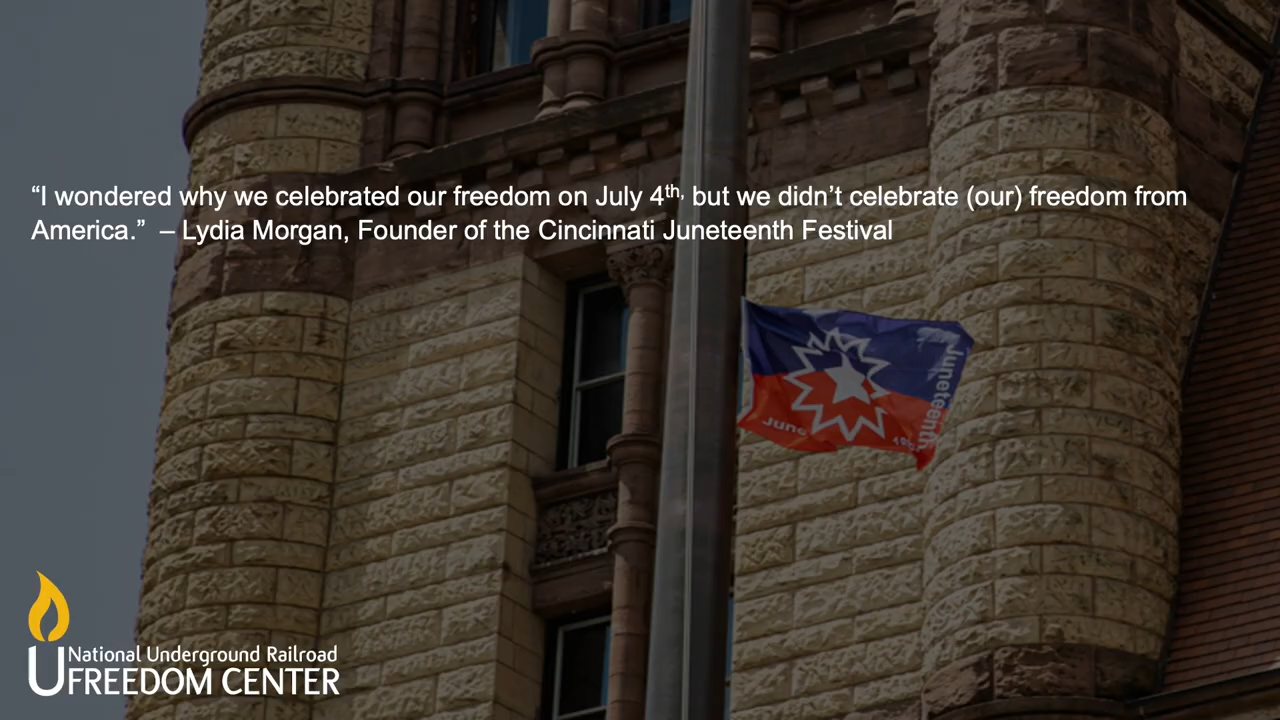 “I wondered why we celebrated our freedom on July 4th, but we didn’t celebrate (our) freedom from
America.” – Lydia Morgan, Founder of the Cincinnati Juneteenth Festival
Juneteenth
June
National Underground Railroad
FREEDOM CENTER